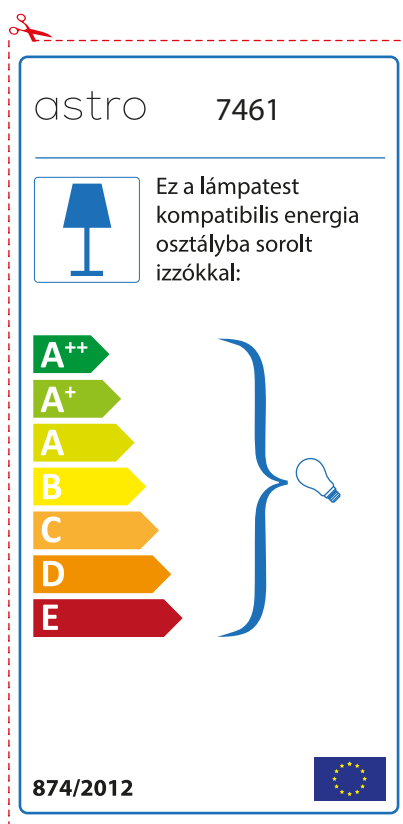 astro 7461
Ez a lámpatest
kompatibilis energia
osztályba sorolt
izzókkal:
A++
A+
A
B
C
D
E
874/2012